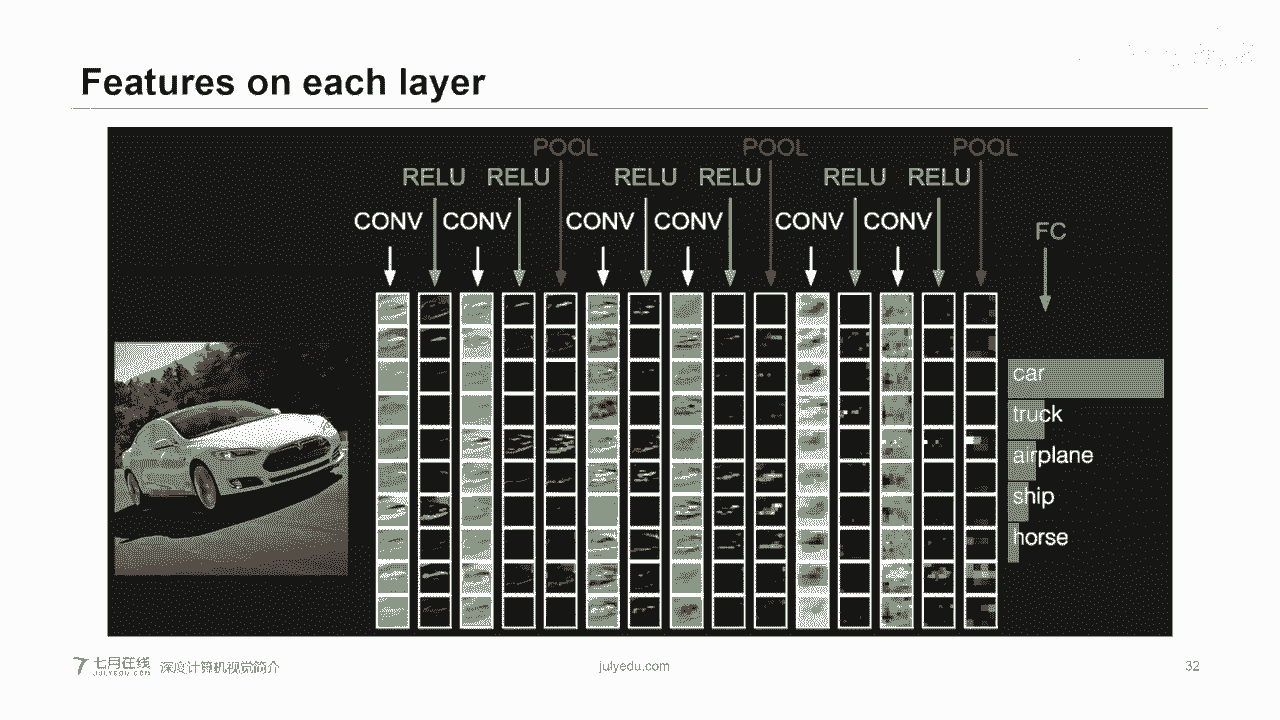 Features on each layer
POOL POOL POOL
RELU RELU RELU RELU RELU RELU
CONV CONV CONV CONV CONV CONV
FC
car
truck
airplane
ship
horse
七月在线
JULYEDU.COM
深度计算机视觉简介
julyedu.com
32